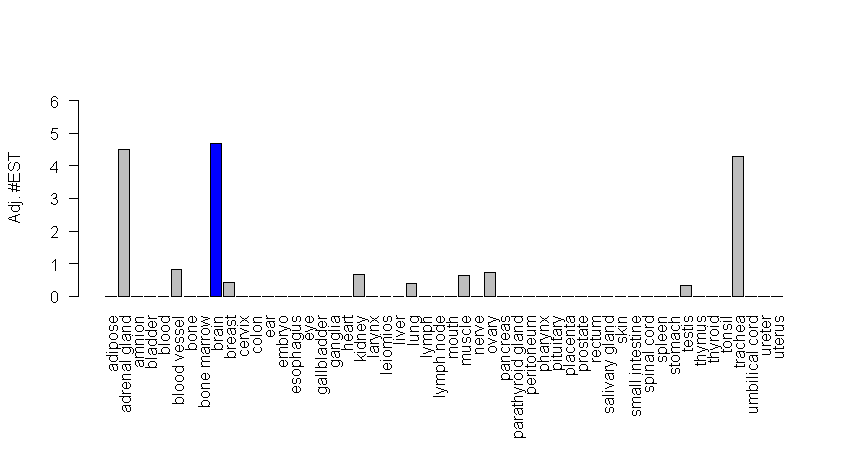 Adj. #EST
6
5
4
3
2
1
0
adipose
adrenal gland
amnion
bladder
blood
blood vessel
bone
bone marrow
brain
breast
cervix
colon
ear
embryo
esophagus
eye
gallbladder
ganglia
heart
kidney
larynx
leiomios
liver
lung
lymph
lymph node
mouth
muscle
nerve
ovary
pancreas
parathyroid gland
peritoneum
pharynx
pituitary
placenta
prostate
rectum
salivary gland
skin
small intestine
spinal cord
spleen
stomach
testis
thymus
thyroid
tonsil
trachea
umbilical cord
ureter
uterus